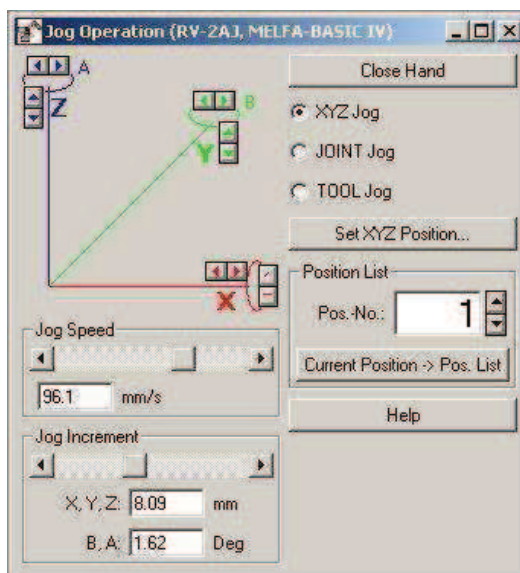 Jog Operation (RV-2AJ, MELFA-BASIC IV)
A
Z
B
Y
X
Close Hand
XYZ Jog
JOINT Jog
TOOL Jog
Set XYZ Position...
Position List
Pos.-No.: 1
Current Position -> Pos. List
Help
Jog Speed
96.1 mm/s
Jog Increment
X, Y, Z: 8.09 mm
B, A: 1.62 Deg